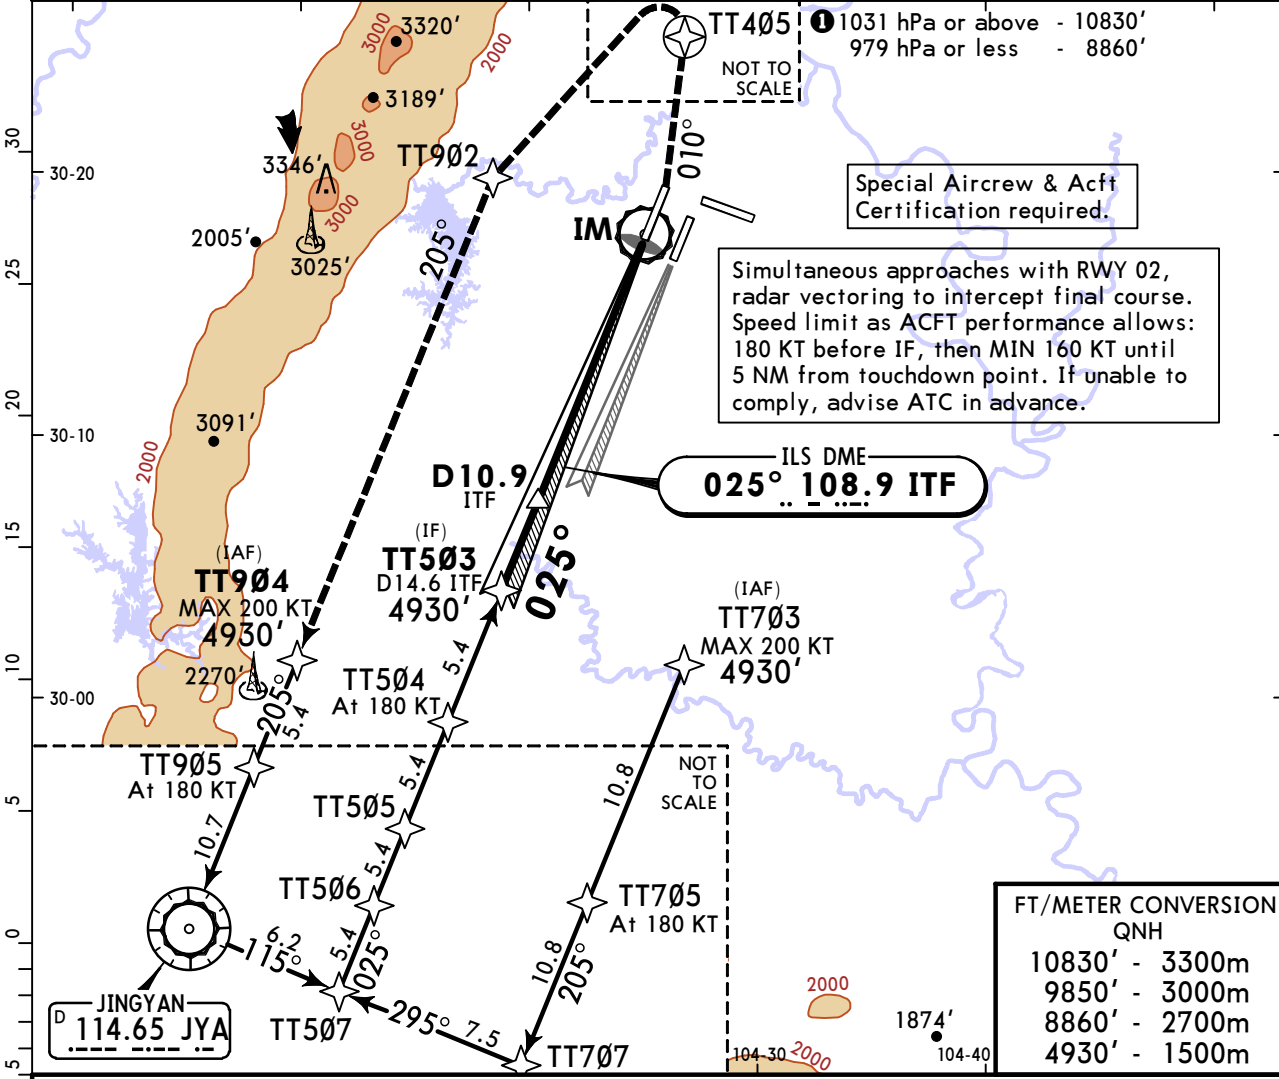 3320'
3000
2000
3189'
3000
3346'
3000
2005'
3025'
TT4Ø5
NOT TO
SCALE
❶ 1031 hPa or above - 10830'
979 hPa or less - 8860'
010°
TT9Ø2
205°
IM
Special Aircrew & Acft
Certification required.
Simultaneous approaches with RWY 02,
radar vectoring to intercept final course.
Speed limit as ACFT performance allows:
180 KT before IF, then MIN 160 KT until
5 NM from touchdown point. If unable to
comply, advise ATC in advance.
30
30-20
25
20
30-10
15
10
30-00
5
0
5
3091'
2000
ILS DME
025° 108.9 ITF
D10.9
ITF
(IF)
TT5Ø3
D14.6 ITF
4930'
025°
(IAF)
TT9Ø4
MAX 200 KT
4930'
2270'
205°
5.4
(IAF)
TT7Ø3
MAX 200 KT
4930'
5.4
TT5Ø4
At 180 KT
TT9Ø5
At 180 KT
5.4
NOT
TO
SCALE
10.8
TT5Ø5
10.7
5.4
TT5Ø6
TT7Ø5
At 180 KT
5.4
025°
6.2
115°
10.8
205°
JINGYAN
D 114.65 JYA
TT5Ø7
295°
7.5
TT7Ø7
2000
1874'
104-30
2000
104-40
FT/METER CONVERSION
QNH
10830' - 3300m
9850' - 3000m
8860' - 2700m
4930' - 1500m